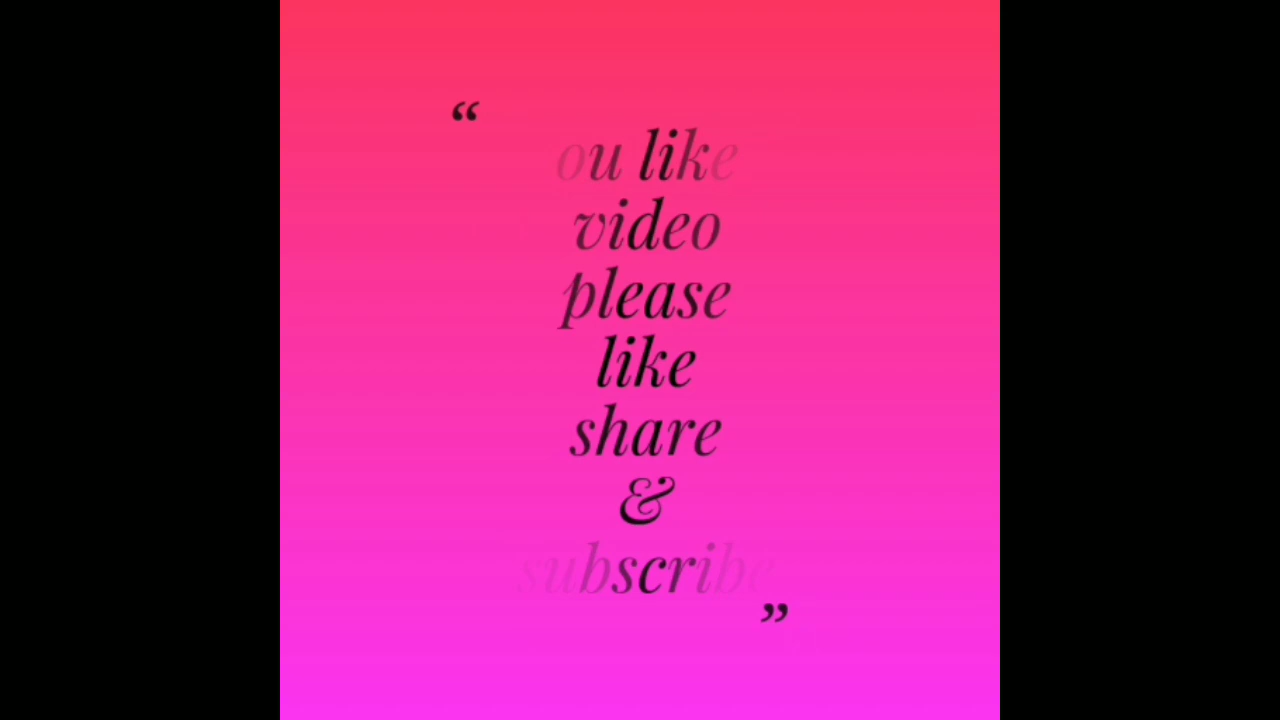 “
ou like
video
please
like
share
&
subscribe
”